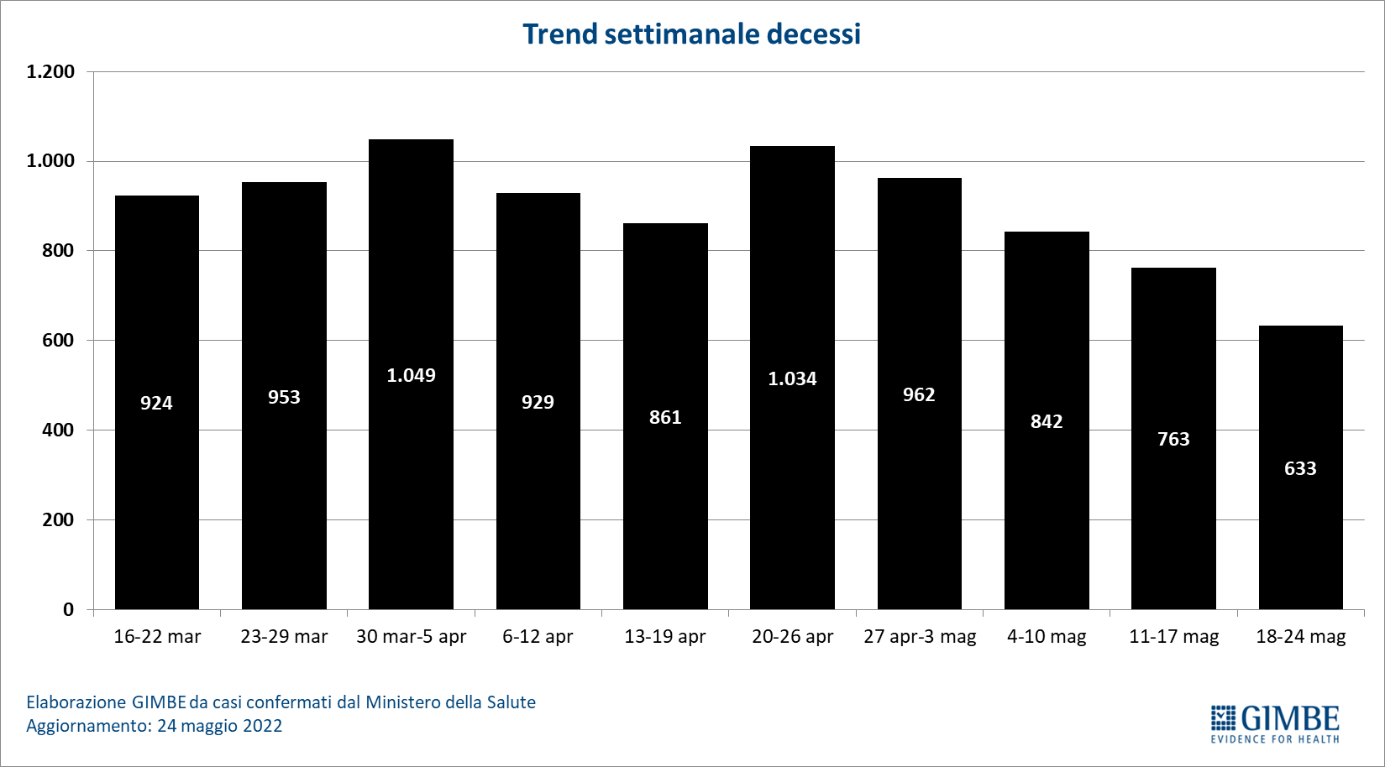 Trend settimanale decessi
1.200
1.000
800
600
400
200
0
924
953
1.049
929
861
1.034
962
842
763
633
16-22 mar
23-29 mar
30 mar-5 apr
6-12 apr
13-19 apr
20-26 apr
27 apr-3 mag
4-10 mag
11-17 mag
18-24 mag
Elaborazione GIMBE da casi confermati dal Ministero della Salute
Aggiornamento: 24 maggio 2022
GIMBE
EVIDENCE FOR HEALTH